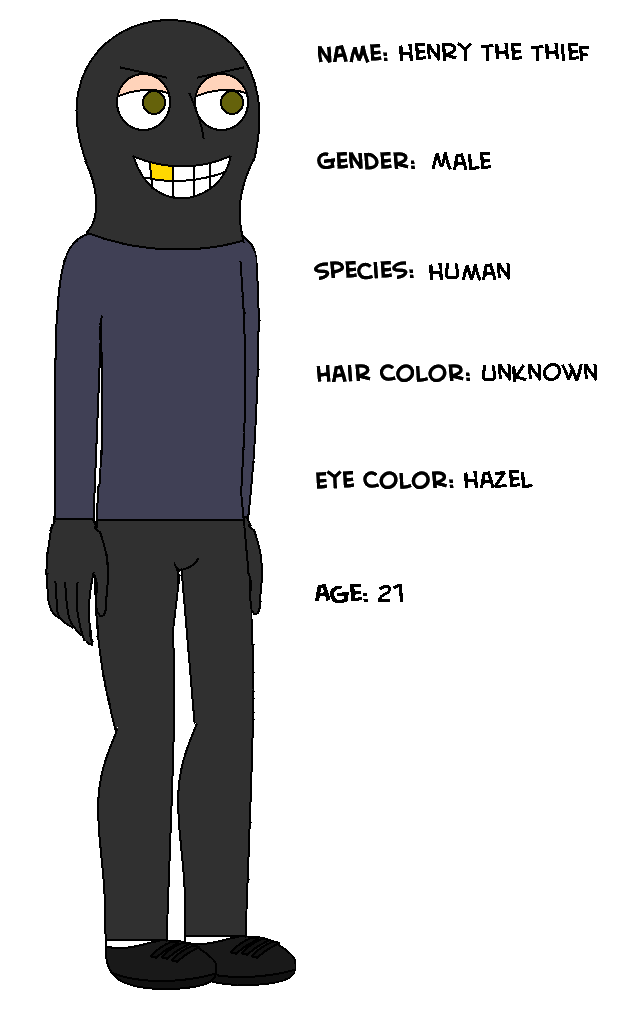 NAME: HENRY THE THIEF
GENDER: MALE
SPECIES: HUMAN
HAIR COLOR: UNKNOWN
EYE COLOR: HAZEL
AGE: 21